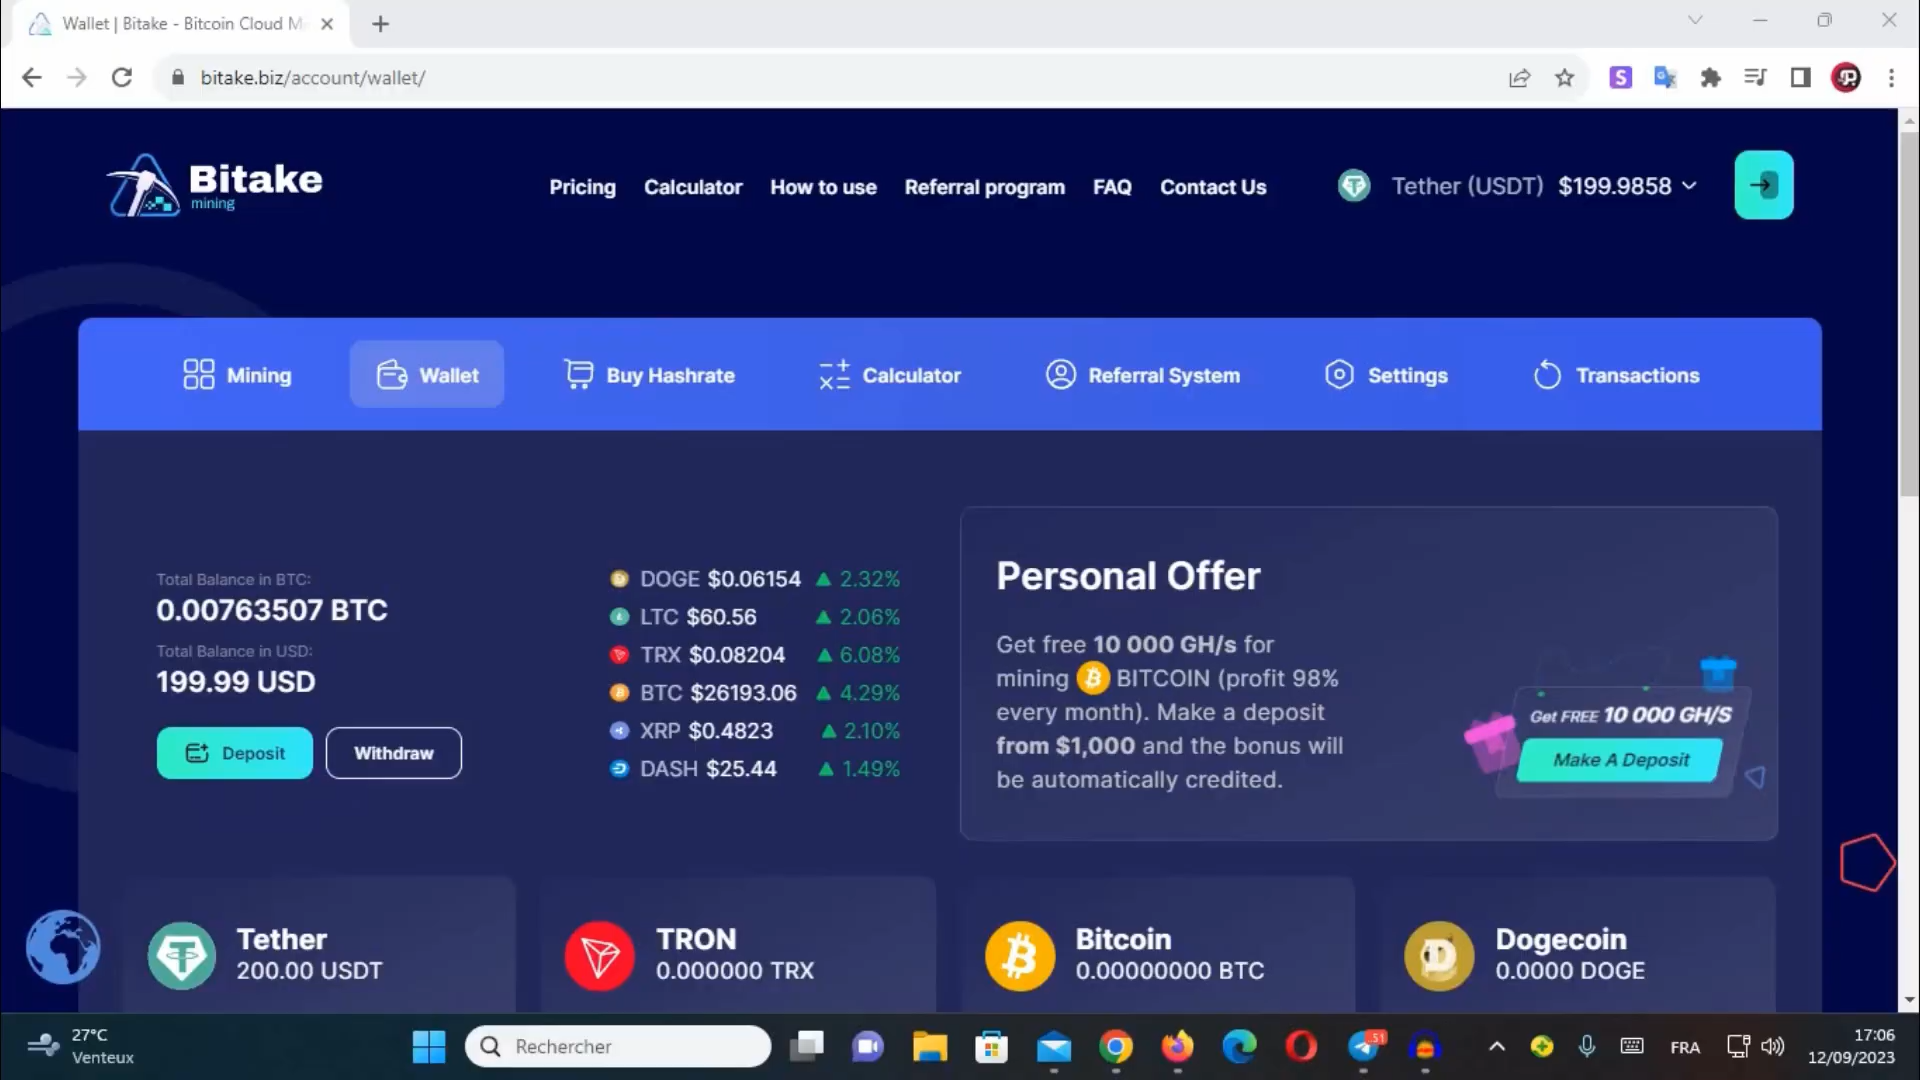 Wallet | Bitake - Bitcoin Cloud M
bitake.biz/account/wallet/
Bitake
mining
Pricing
Calculator
How to use
Referral program
FAQ
Contact Us
Tether (USDT) $199.9858
Mining
Wallet
Buy Hashrate
Calculator
Referral System
Settings
Transactions
Total Balance in BTC:
0.00763507 BTC
Total Balance in USD:
199.99 USD
Deposit
Withdraw
DOGE $0.06154 ▲ 2.32%
LTC $60.56 ▲ 2.06%
TRX $0.08204 ▲ 6.08%
BTC $26193.06 ▲ 4.29%
XRP $0.4823 ▲ 2.10%
DASH $25.44 ▲ 1.49%
Personal Offer
Get free 10 000 GH/s for
mining BITCOIN (profit 98%
every month). Make a deposit
from $1,000 and the bonus will
be automatically credited.
Get FREE 10 000 GH/S
Make A Deposit
Tether
200.00 USDT
TRON
0.000000 TRX
Bitcoin
0.00000000 BTC
Dogecoin
0.0000 DOGE
27°C
Venteux
Rechercher
51
FRA
17:06
12/09/2023